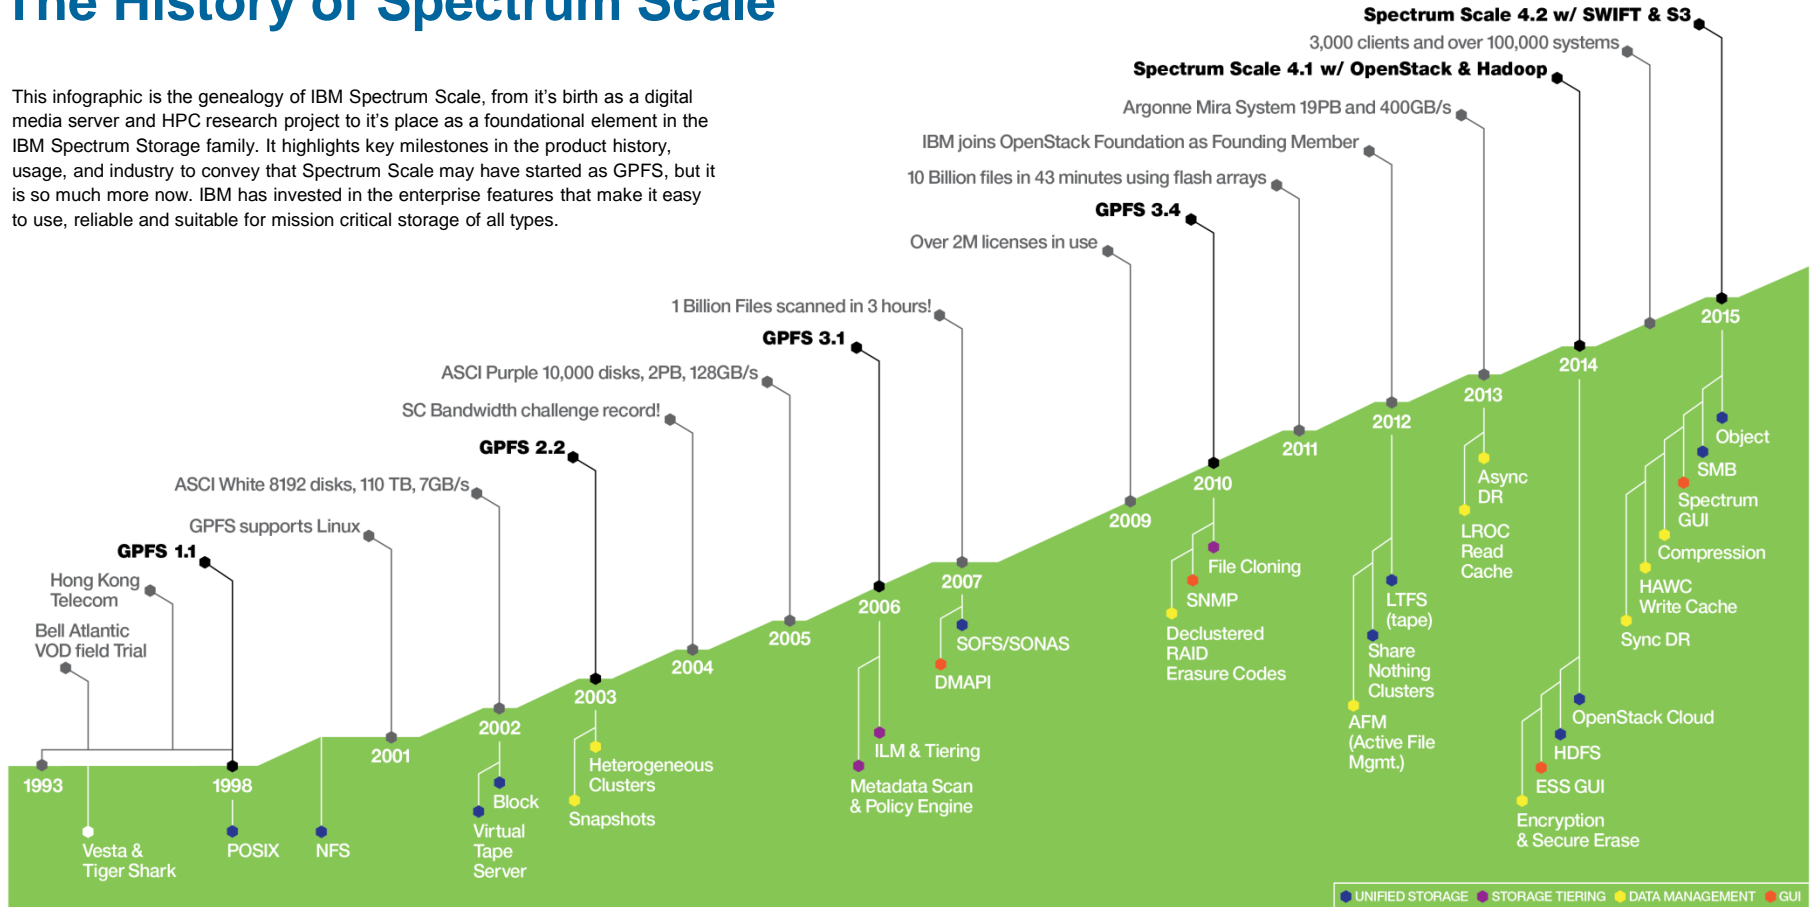 The History of Spectrum Scale
This infographic is the genealogy of IBM Spectrum Scale, from it's birth as a digital
media server and HPC research project to it's place as a foundational element in the
IBM Spectrum Storage family. It highlights key milestones in the product history,
usage, and industry to convey that Spectrum Scale may have started as GPFS, but it
is so much more now. IBM has invested in the enterprise features that make it easy
to use, reliable and suitable for mission critical storage of all types.
Spectrum Scale 4.2 w/ SWIFT & S3
3,000 clients and over 100,000 systems
Spectrum Scale 4.1 w/ OpenStack & Hadoop
Argonne Mira System 19PB and 400GB/s
IBM joins OpenStack Foundation as Founding Member
10 Billion files in 43 minutes using flash arrays
GPFS 3.4
Over 2M licenses in use
1 Billion Files scanned in 3 hours!
GPFS 3.1
ASCI Purple 10,000 disks, 2PB, 128GB/s
SC Bandwidth challenge record!
GPFS 2.2
ASCI White 8192 disks, 110 TB, 7GB/s
GPFS supports Linux
GPFS 1.1
Hong Kong
Telecom
Bell Atlantic
VOD field Trial
1993
Vesta &
Tiger Shark
1998
POSIX
NFS
2001
2002
Block
Virtual
Tape
Server
2003
Heterogeneous
Clusters
Snapshots
2004
2005
2006
ILM & Tiering
Metadata Scan
& Policy Engine
2007
SOFS/SONAS
DMAPI
2009
2010
File Cloning
SNMP
Declustered
RAID
Erasure Codes
2011
2012
LTFS
(tape)
Share
Nothing
Clusters
AFM
(Active File
Mgmt.)
2013
Async
DR
LROC
Read
Cache
2014
OpenStack Cloud
HDFS
ESS GUI
Encryption
& Secure Erase
2015
Object
SMB
Spectrum
GUI
Compression
HAWC
Write Cache
Sync DR
UNIFIED STORAGE STORAGE TIERING DATA MANAGEMENT GUI